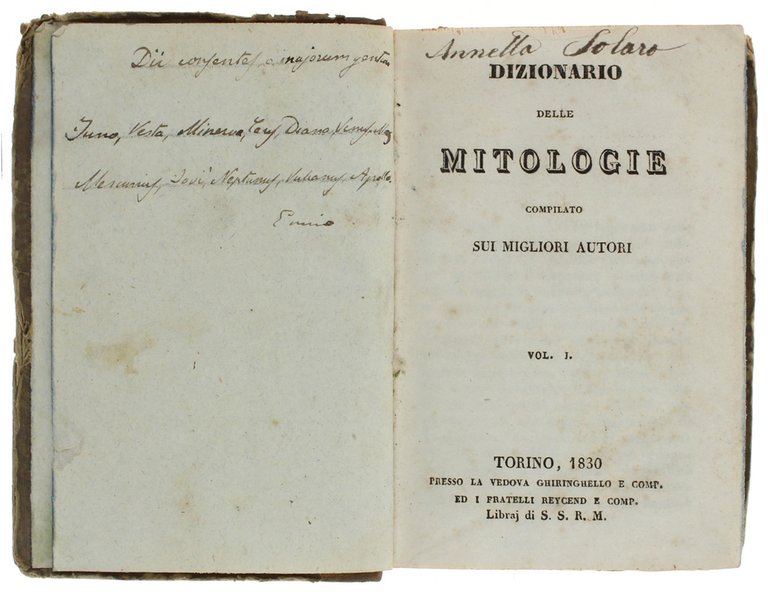 Dii consentes, o majorum gentium
Juno, Vesta, Minerva, Ceres, Diana, Venus, Mars
Mercurius, Jovi, Neptunus, Vulcanus, Apollo.
Ennio
Annetta Solaro
DIZIONARIO
DELLE
MITOLOGIE
COMPILATO
SUI MIGLIORI AUTORI
VOL. I.
TORINO, 1830
PRESSO LA VEDOVA GHIRINGHELLO E COMP.
ED I FRATELLI REYCEND E COMP.
Libraj di S. S. R. M.